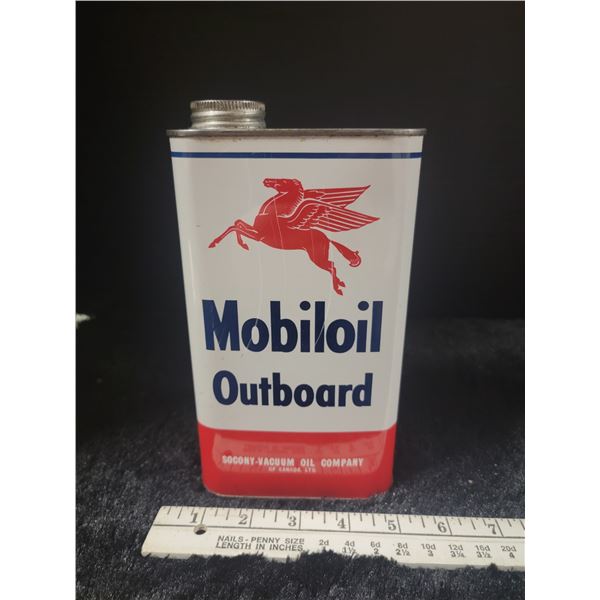 Mobiloil
Outboard
SOCONY-VACUUM OIL COMPANY
OF CANADA, LTD.
1 2 3 4 5 6 7
NAILS - PENNY SIZE 2d 4d 6d 8d 10d 12d 16d 20d
LENGTH IN INCHES 1 1½ 2 2½ 3 3¼ 3½ 4